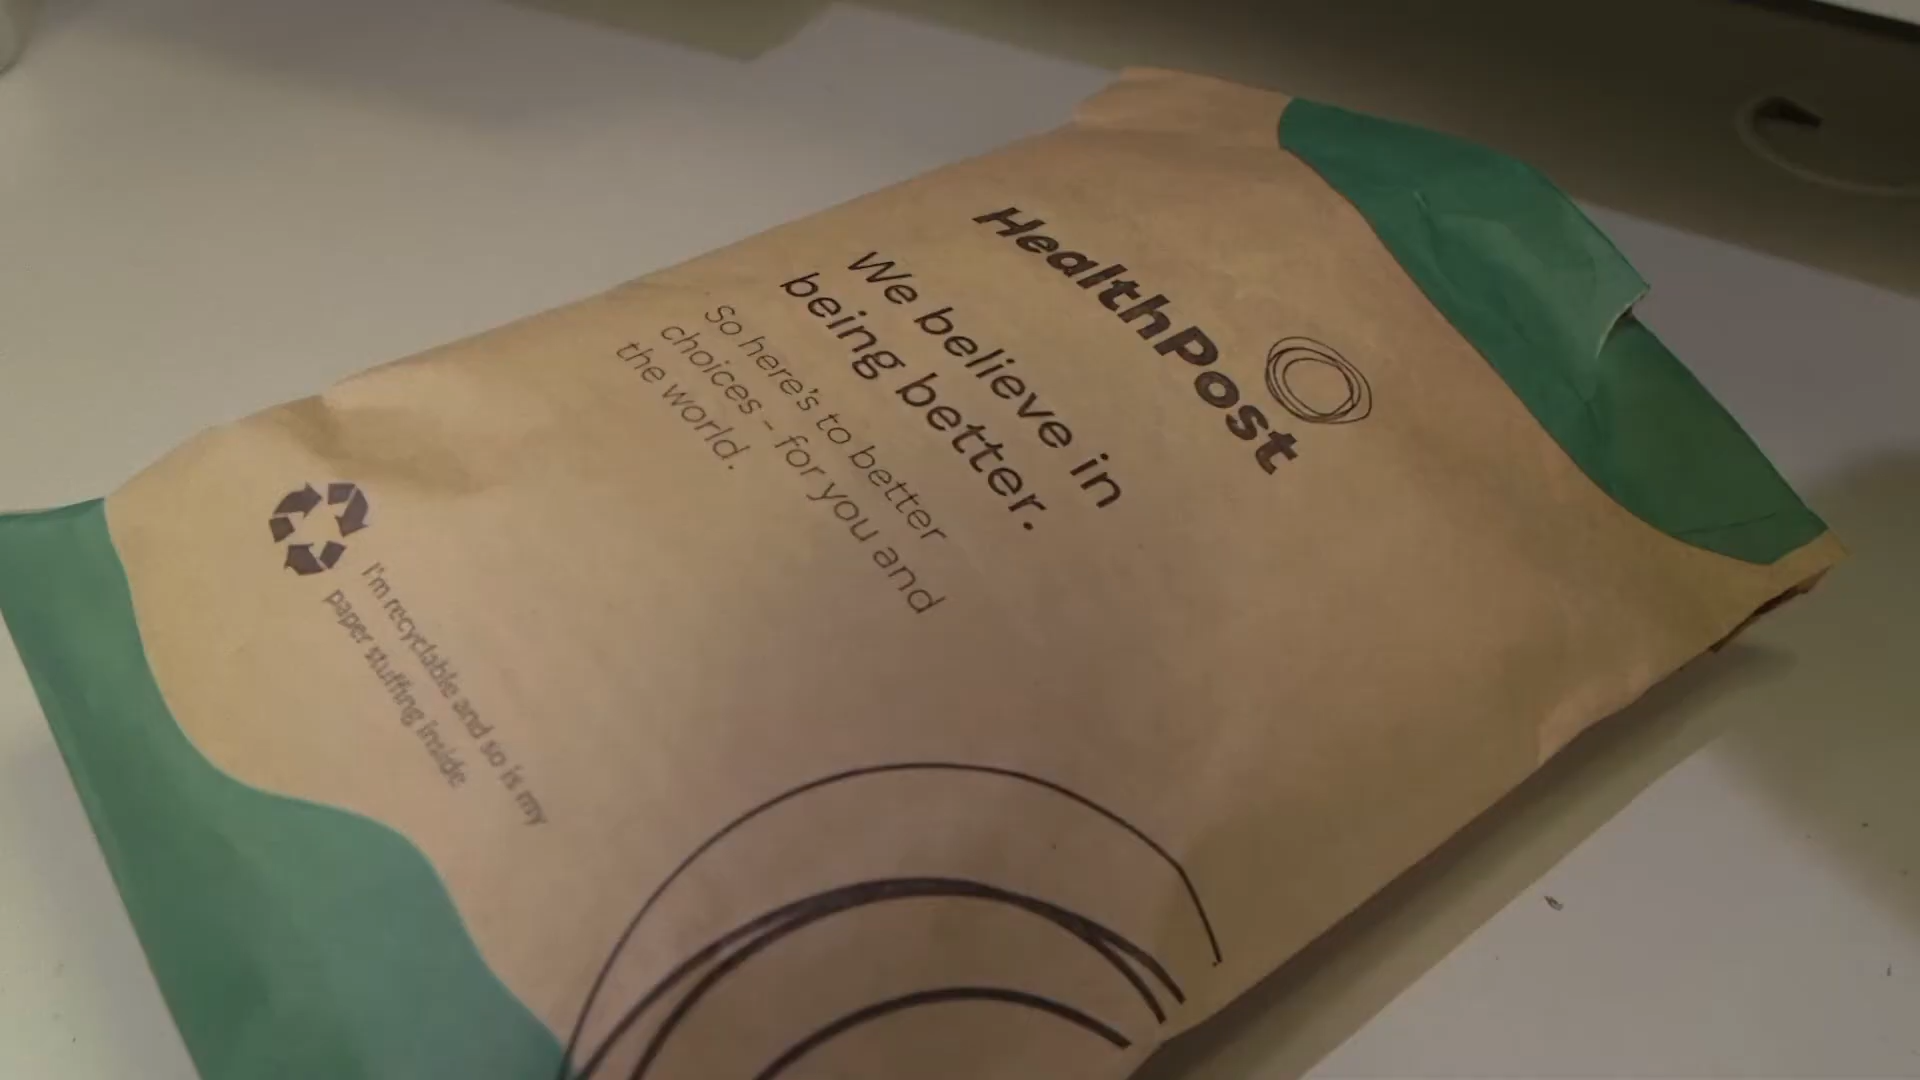 HealthPost
We believe in
being better.
So here's to better
choices - for you and
the world.
I'm recyclable and so is my
paper stuffing inside